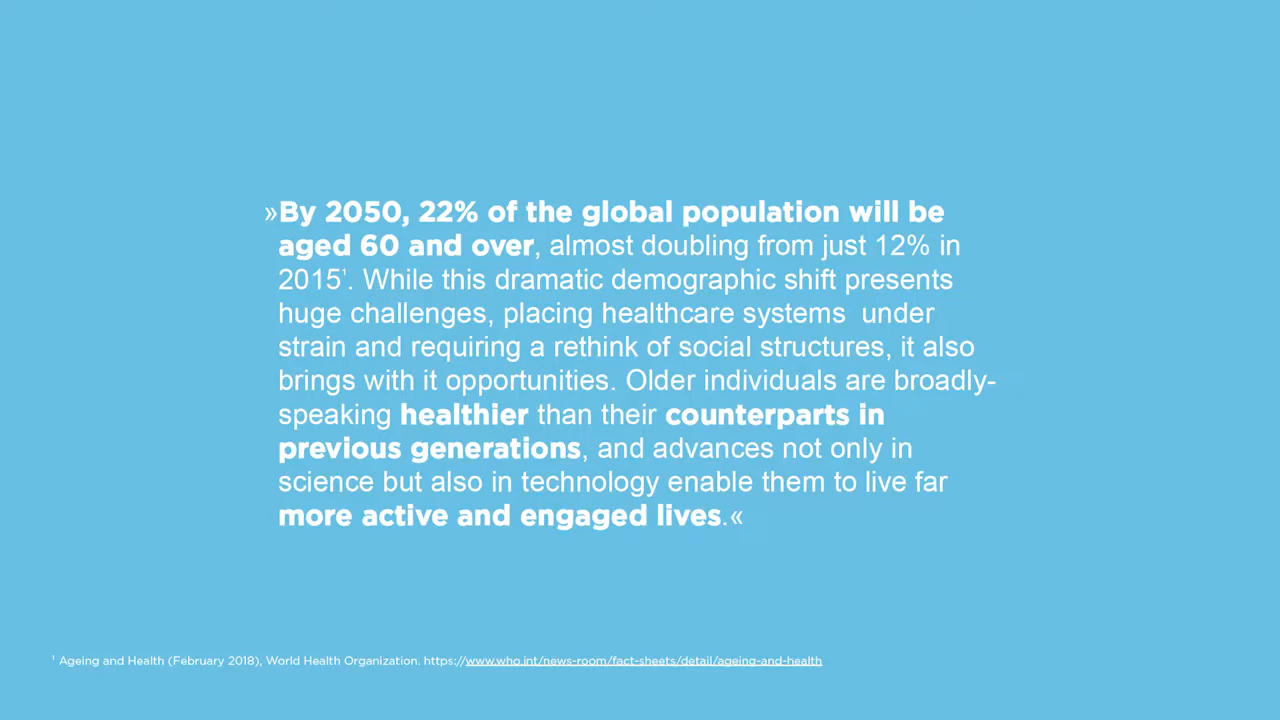 »By 2050, 22% of the global population will be
aged 60 and over, almost doubling from just 12% in
2015¹. While this dramatic demographic shift presents
huge challenges, placing healthcare systems  under
strain and requiring a rethink of social structures, it also
brings with it opportunities. Older individuals are broadly-
speaking healthier than their counterparts in
previous generations, and advances not only in
science but also in technology enable them to live far
more active and engaged lives.«
¹ Ageing and Health (February 2018), World Health Organization. https://www.who.int/news-room/fact-sheets/detail/ageing-and-health